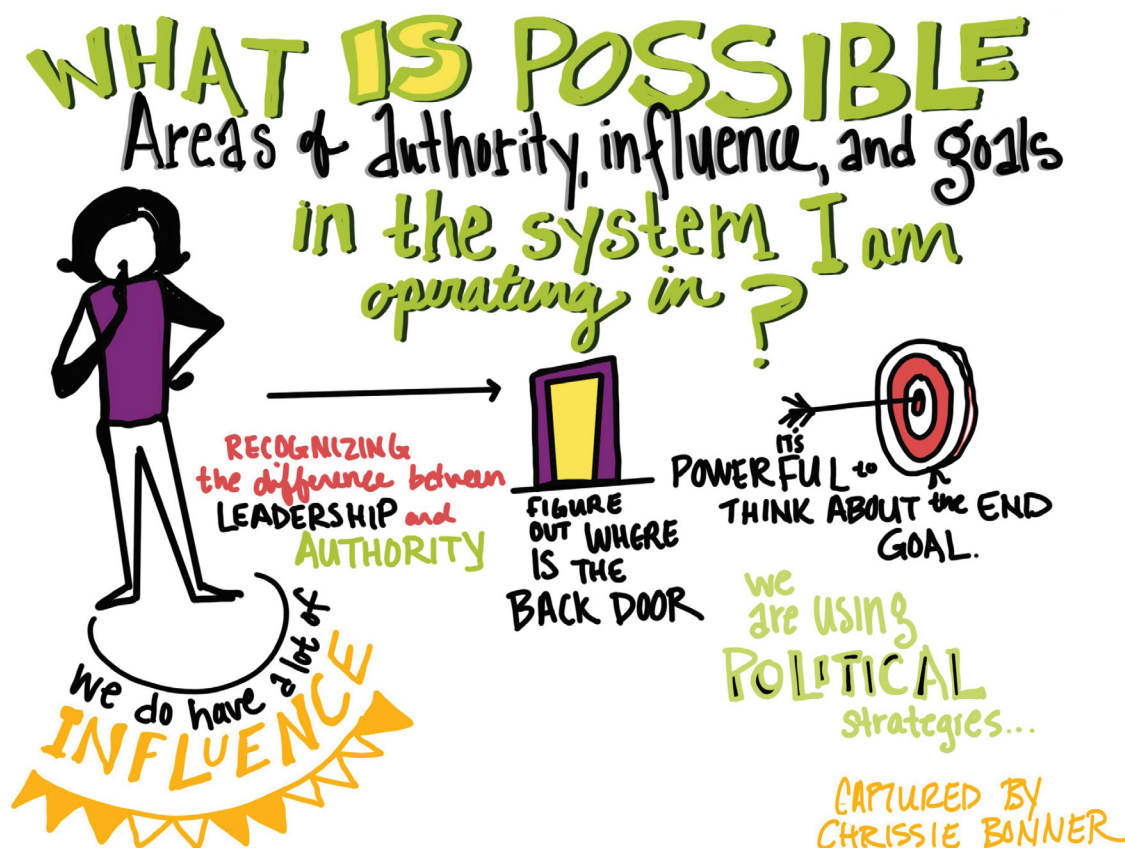 WHAT IS POSSIBLE
Areas of authority, influence, and goals
in the system I am
operating in ?
RECOGNIZING
the difference between
LEADERSHIP and
AUTHORITY
FIGURE
OUT WHERE
IS THE
BACK DOOR
It's
POWERFUL to
THINK ABOUT the END
GOAL.
we
are using
POLITICAL
strategies...
We do have a lot of
INFLUENCE
CAPTURED BY
CHRISSIE BONNER